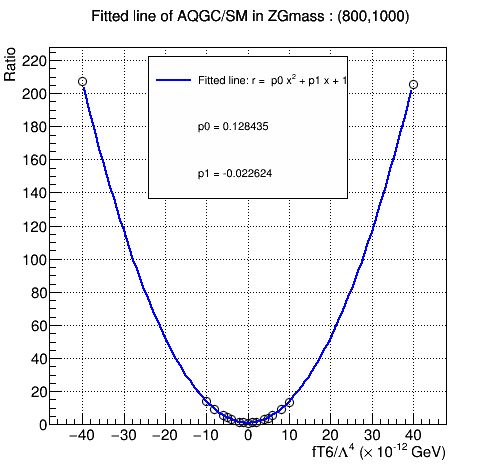 Fitted line of AQGC/SM in ZGmass : (800,1000)
Ratio
220
200
180
160
140
120
100
80
60
40
20
0
Fitted line: r = p0 x² + p1 x + 1
p0 = 0.128435
p1 = -0.022624
−40 −30 −20 −10 0 10 20 30 40
fT6/Λ⁴ (× 10⁻¹² GeV)